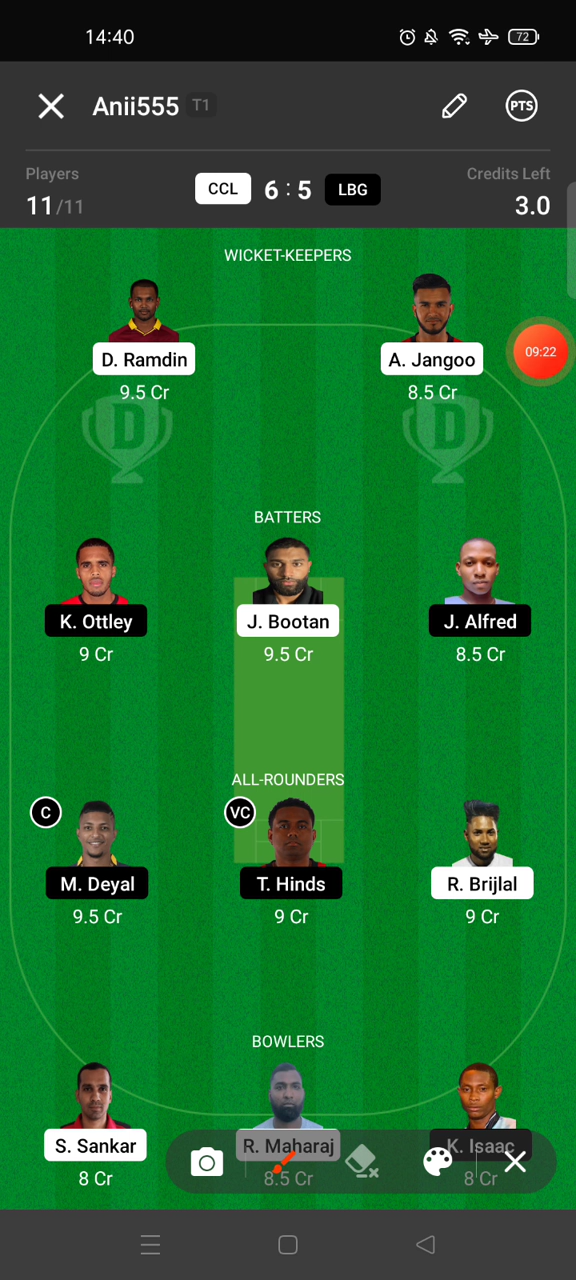 14:40
72
Anii555 T1
PTS
Players
CCL 6 : 5 LBG
Credits Left
11/11
3.0
WICKET-KEEPERS
D. Ramdin A. Jangoo
9.5 Cr 8.5 Cr
09:22
D D
BATTERS
K. Ottley J. Bootan J. Alfred
9 Cr 9.5 Cr 8.5 Cr
ALL-ROUNDERS
C VC
M. Deyal T. Hinds R. Brijlal
9.5 Cr 9 Cr 9 Cr
BOWLERS
S. Sankar R. Maharaj K. Isaac
8 Cr 8.5 Cr 8 Cr